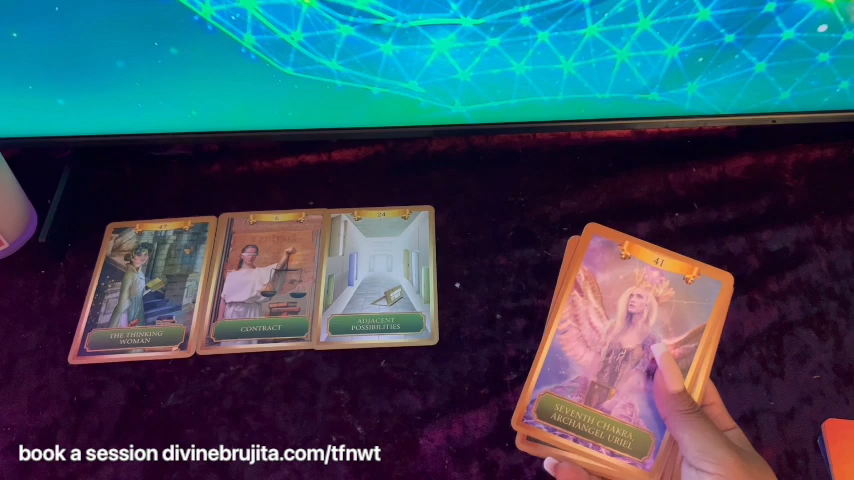 47
THE THINKING
WOMAN
6
CONTRACT
24
ADJACENT
POSSIBILITIES
41
SEVENTH CHAKRA,
ARCHANGEL URIEL
book a session divinebrujita.com/tfnwt